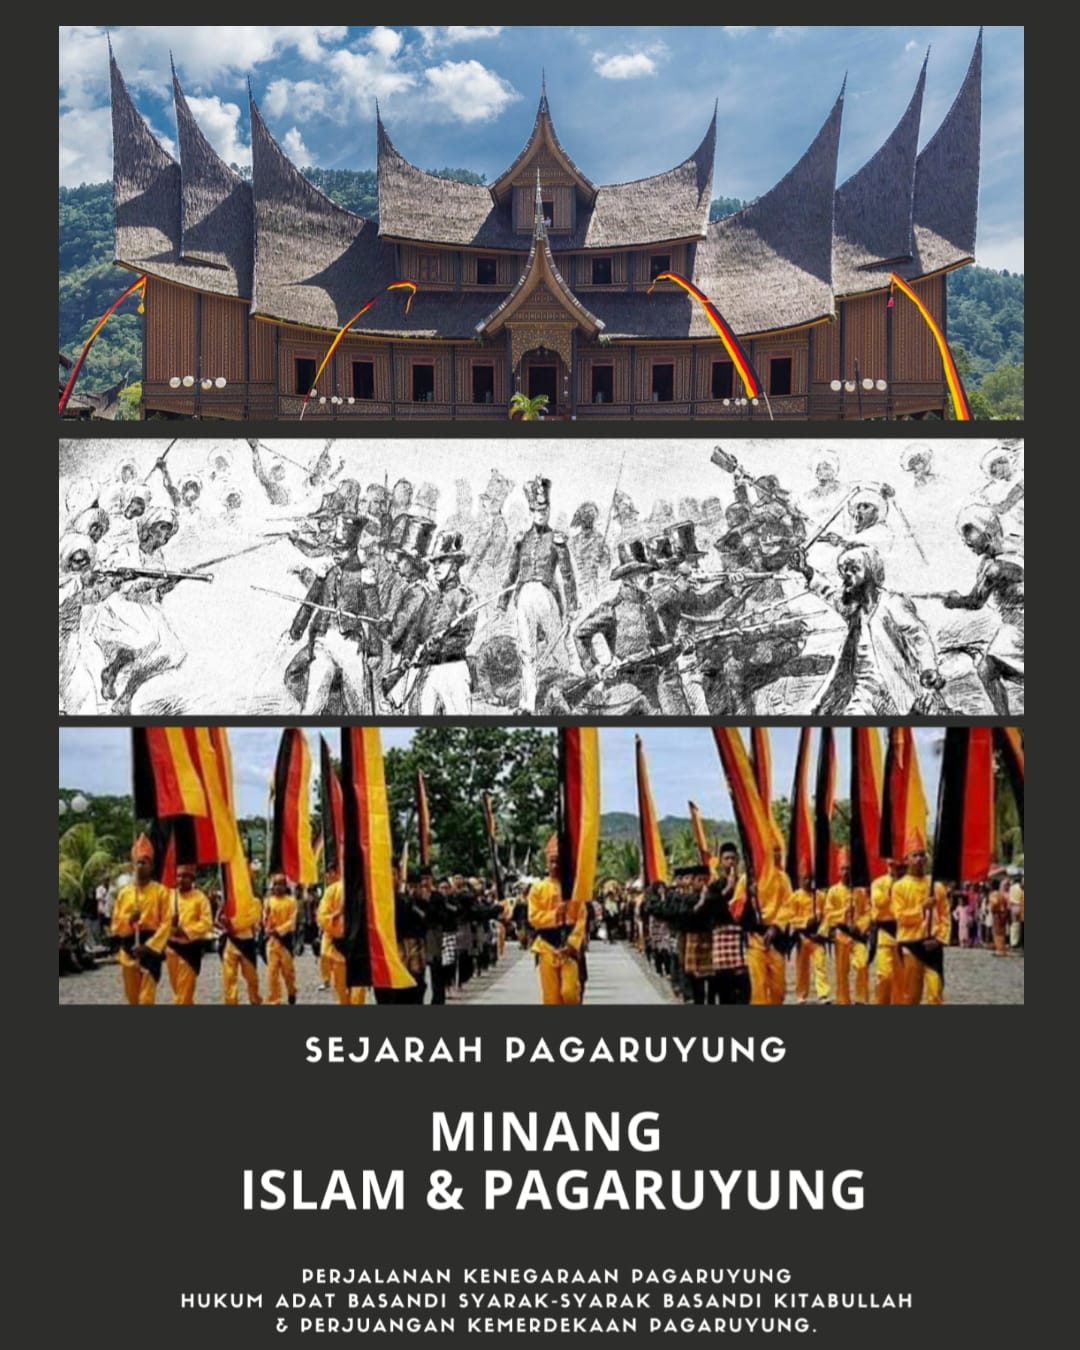 SEJARAH PAGARUYUNG
MINANG
ISLAM & PAGARUYUNG
PERJALANAN KENEGARAAN PAGARUYUNG
HUKUM ADAT BASANDI SYARAK-SYARAK BASANDI KITABULLAH
& PERJUANGAN KEMERDEKAAN PAGARUYUNG.